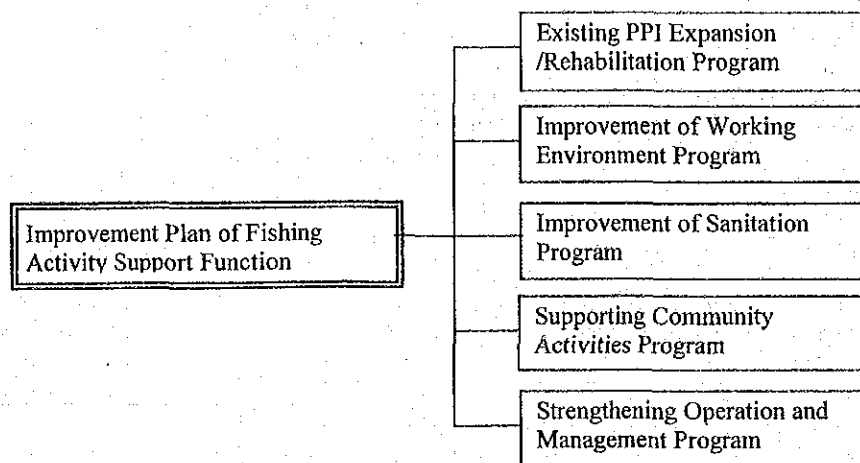 Existing PPI Expansion
/Rehabilitation Program
Improvement of Working
Environment Program
Improvement Plan of Fishing
Activity Support Function
Improvement of Sanitation
Program
Supporting Community
Activities Program
Strengthening Operation and
Management Program